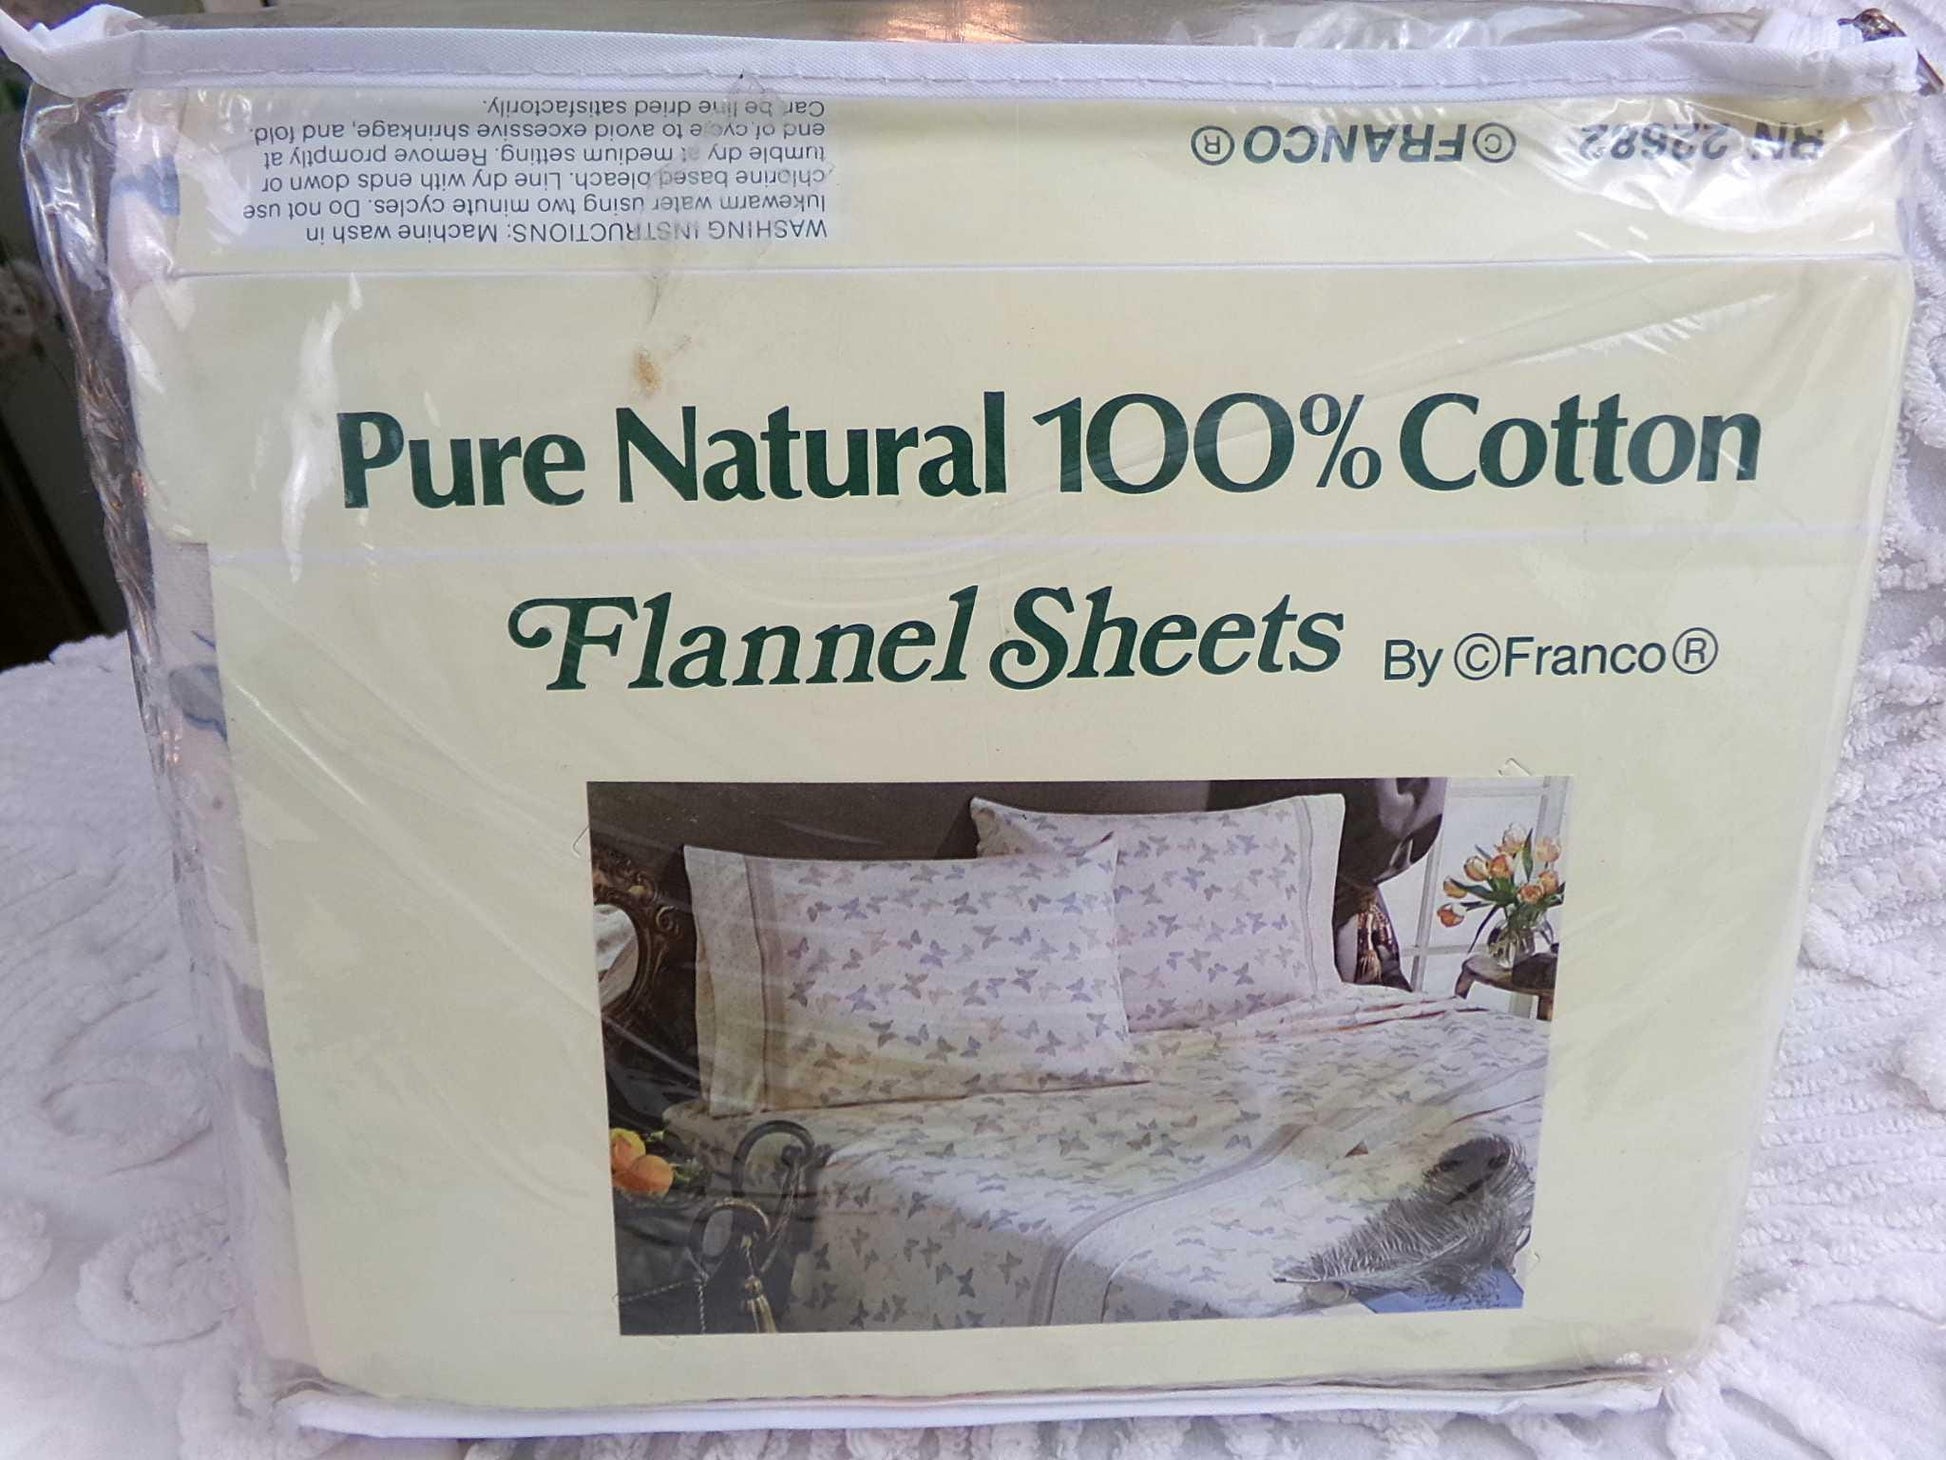 WASHING INSTRUCTIONS: Machine wash in
lukewarm water using two minute cycles. Do not use
chlorine based bleach. Line dry with ends down or
tumble dry at medium setting. Remove promptly at
end of cycle to avoid excessive shrinkage, and fold.
Can be line dried satisfactorily.
RN 22682 ©FRANCO®
Pure Natural 100% Cotton
Flannel Sheets By ©Franco®